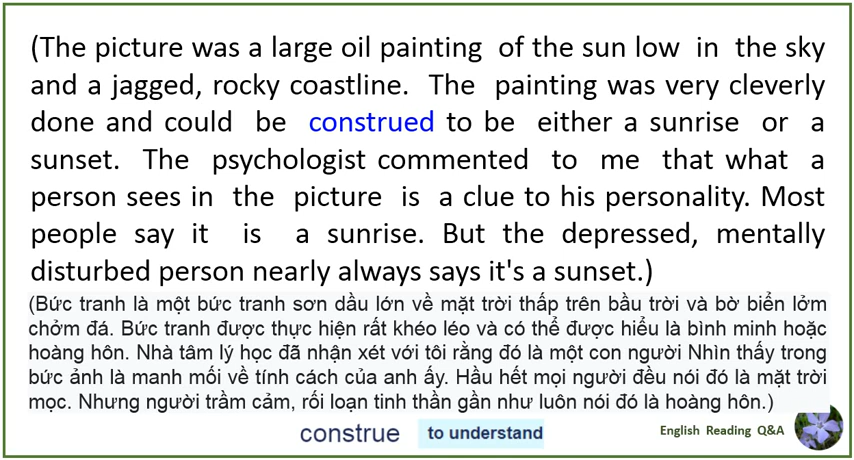 (The picture was a large oil painting of the sun low in the sky
and a jagged, rocky coastline. The painting was very cleverly
done and could be construed to be either a sunrise or a
sunset. The psychologist commented to me that what a
person sees in the picture is a clue to his personality. Most
people say it is a sunrise. But the depressed, mentally
disturbed person nearly always says it's a sunset.)
(Bức tranh là một bức tranh sơn dầu lớn về mặt trời thấp trên bầu trời và bờ biển lởm
chởm đá. Bức tranh được thực hiện rất khéo léo và có thể được hiểu là bình minh hoặc
hoàng hôn. Nhà tâm lý học đã nhận xét với tôi rằng đó là một con người Nhìn thấy trong
bức ảnh là manh mối về tính cách của anh ấy. Hầu hết mọi người đều nói đó là mặt trời
mọc. Nhưng người trầm cảm, rối loạn tinh thần gần như luôn nói đó là hoàng hôn.)
construe to understand
English Reading Q&A